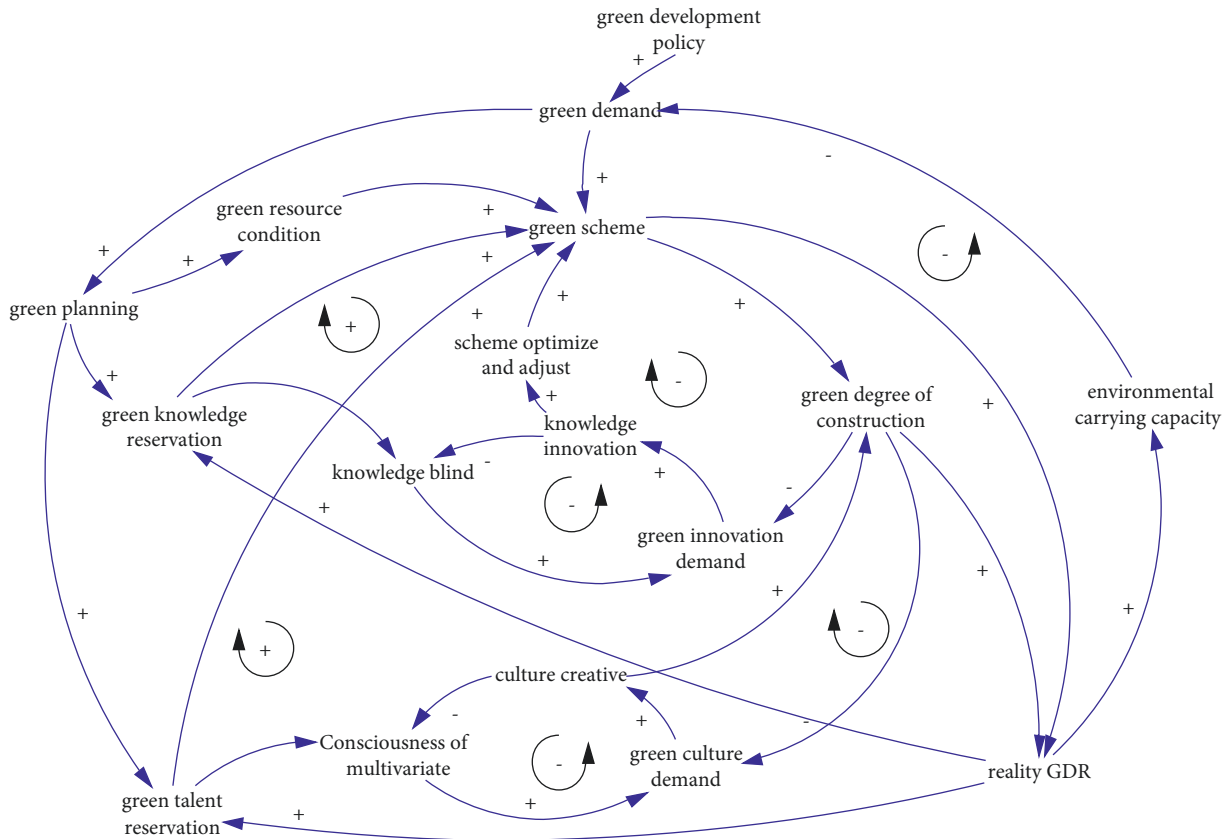 green development
policy
+
green demand
-
+
green resource
condition
+
green scheme
+
+
+
-
green planning
+
+
+
+
+
scheme optimize
and adjust
-
+
green knowledge
reservation
+
knowledge
innovation
green degree of
construction
+
environmental
carrying capacity
knowledge blind
-
+
-
+
-
green innovation
demand
+
+
+
+
+
+
-
culture creative
-
+
-
Consciousness of
multivariate
-
green culture
demand
reality GDR
green talent
reservation
+
+